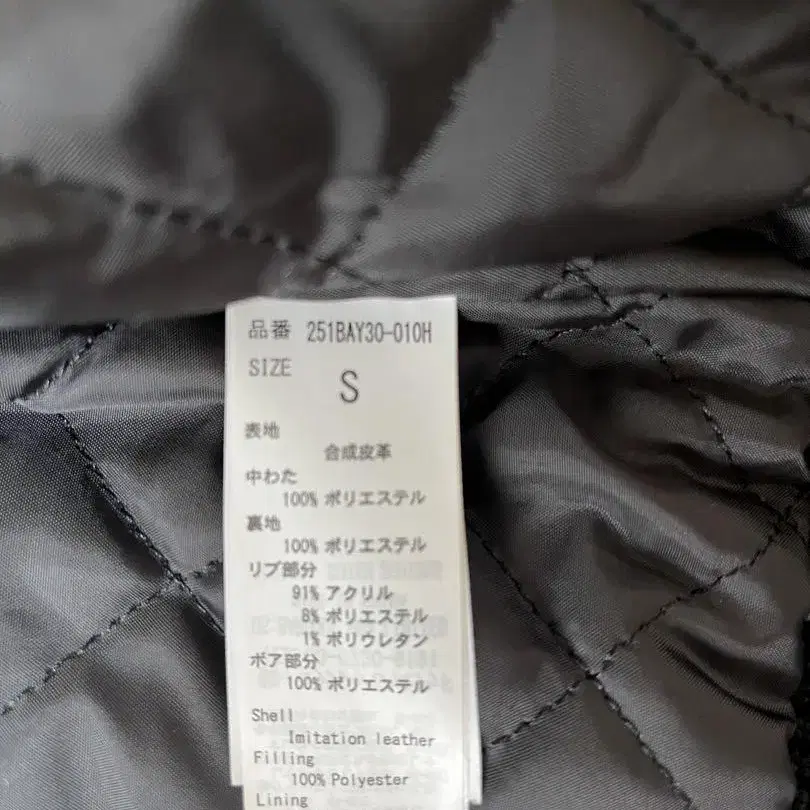 品番 251BAY30-010H
SIZE
S
表地
合成皮革
中わた
100% ポリエステル
裏地
100% ポリエステル
リブ部分
91% アクリル
8% ポリエステル
1% ポリウレタン
ボア部分
100% ポリエステル
Shell
Imitation leather
Filling
100% Polyester
Lining